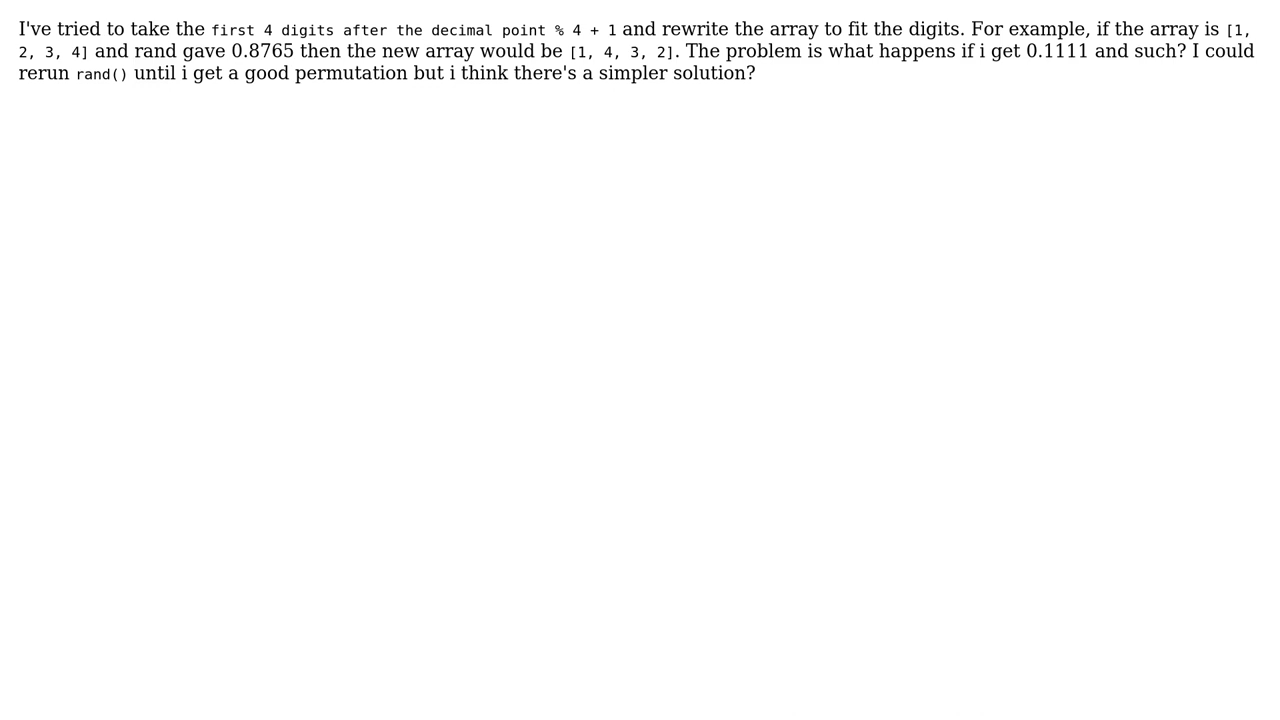 I've tried to take the first 4 digits after the decimal point % 4 + 1 and rewrite the array to fit the digits. For example, if the array is [1,
2, 3, 4] and rand gave 0.8765 then the new array would be [1, 4, 3, 2]. The problem is what happens if i get 0.1111 and such? I could
rerun rand() until i get a good permutation but i think there's a simpler solution?